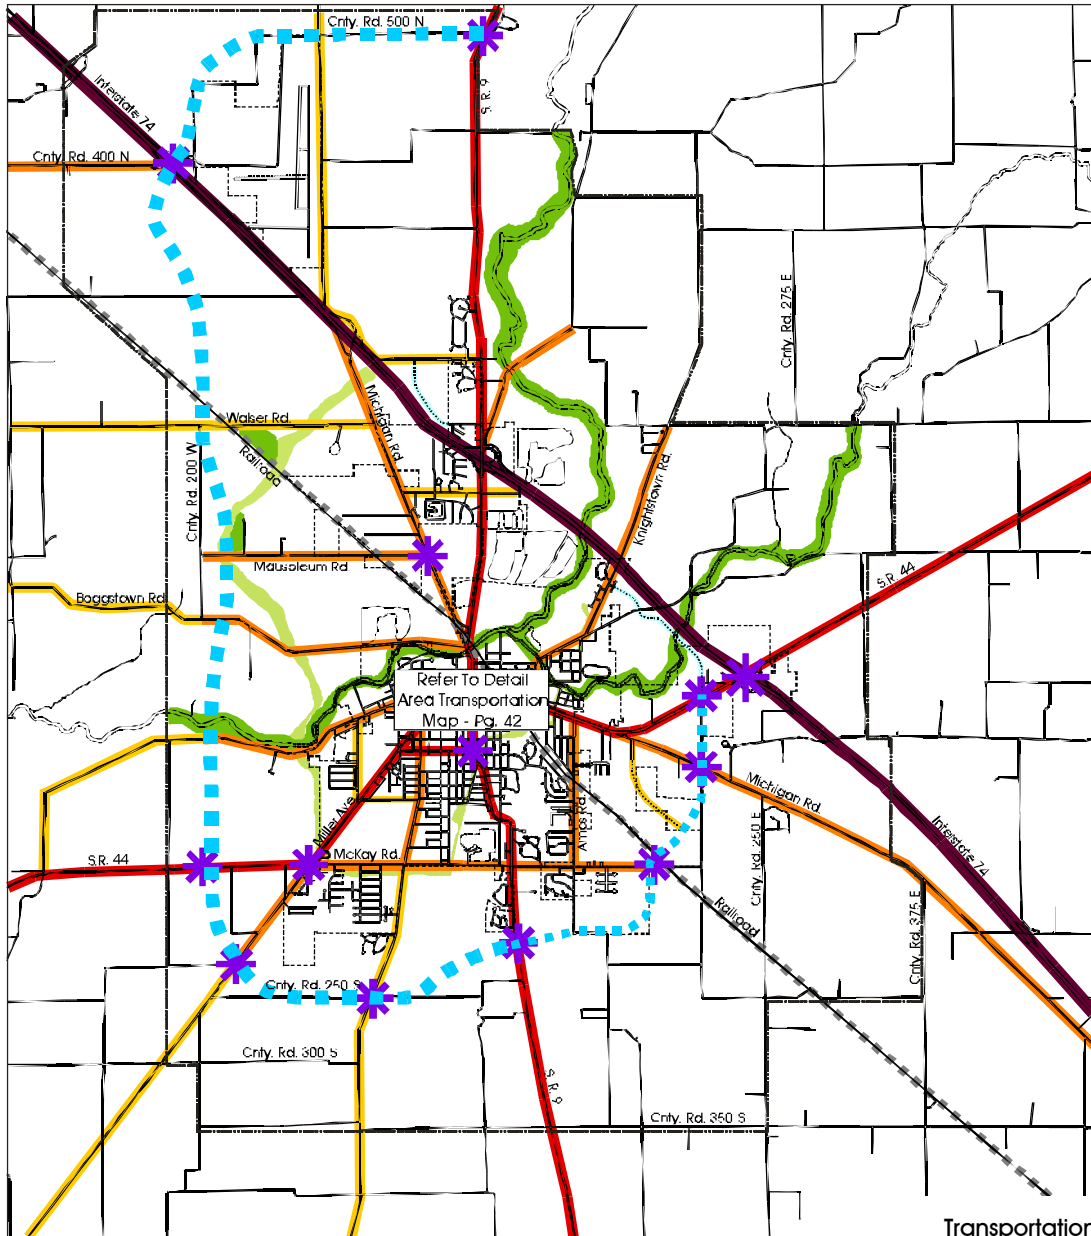 Cnty. Rd. 500 N
S.R. 9
Interstate 74
Cnty. Rd. 400 N
Cnty. Rd. 275 E
Michigan Rd.
Walser Rd.
Railroad
Cnty. Rd. 200 W
Knightstown Rd.
Mausoleum Rd
S.R. 44
Boggstown Rd
Refer To Detail
Area Transportation
Map - Pg. 42
Michigan Rd.
Miller Ave.
Amos Rd.
McKay Rd.
S.R. 44
Cnty. Rd. 250 E
Interstate 74
Railroad
Cnty. Rd. 375 E
Cnty. Rd. 250 S
Cnty. Rd. 300 S
S.R. 9
Cnty. Rd. 350 S
Transportation